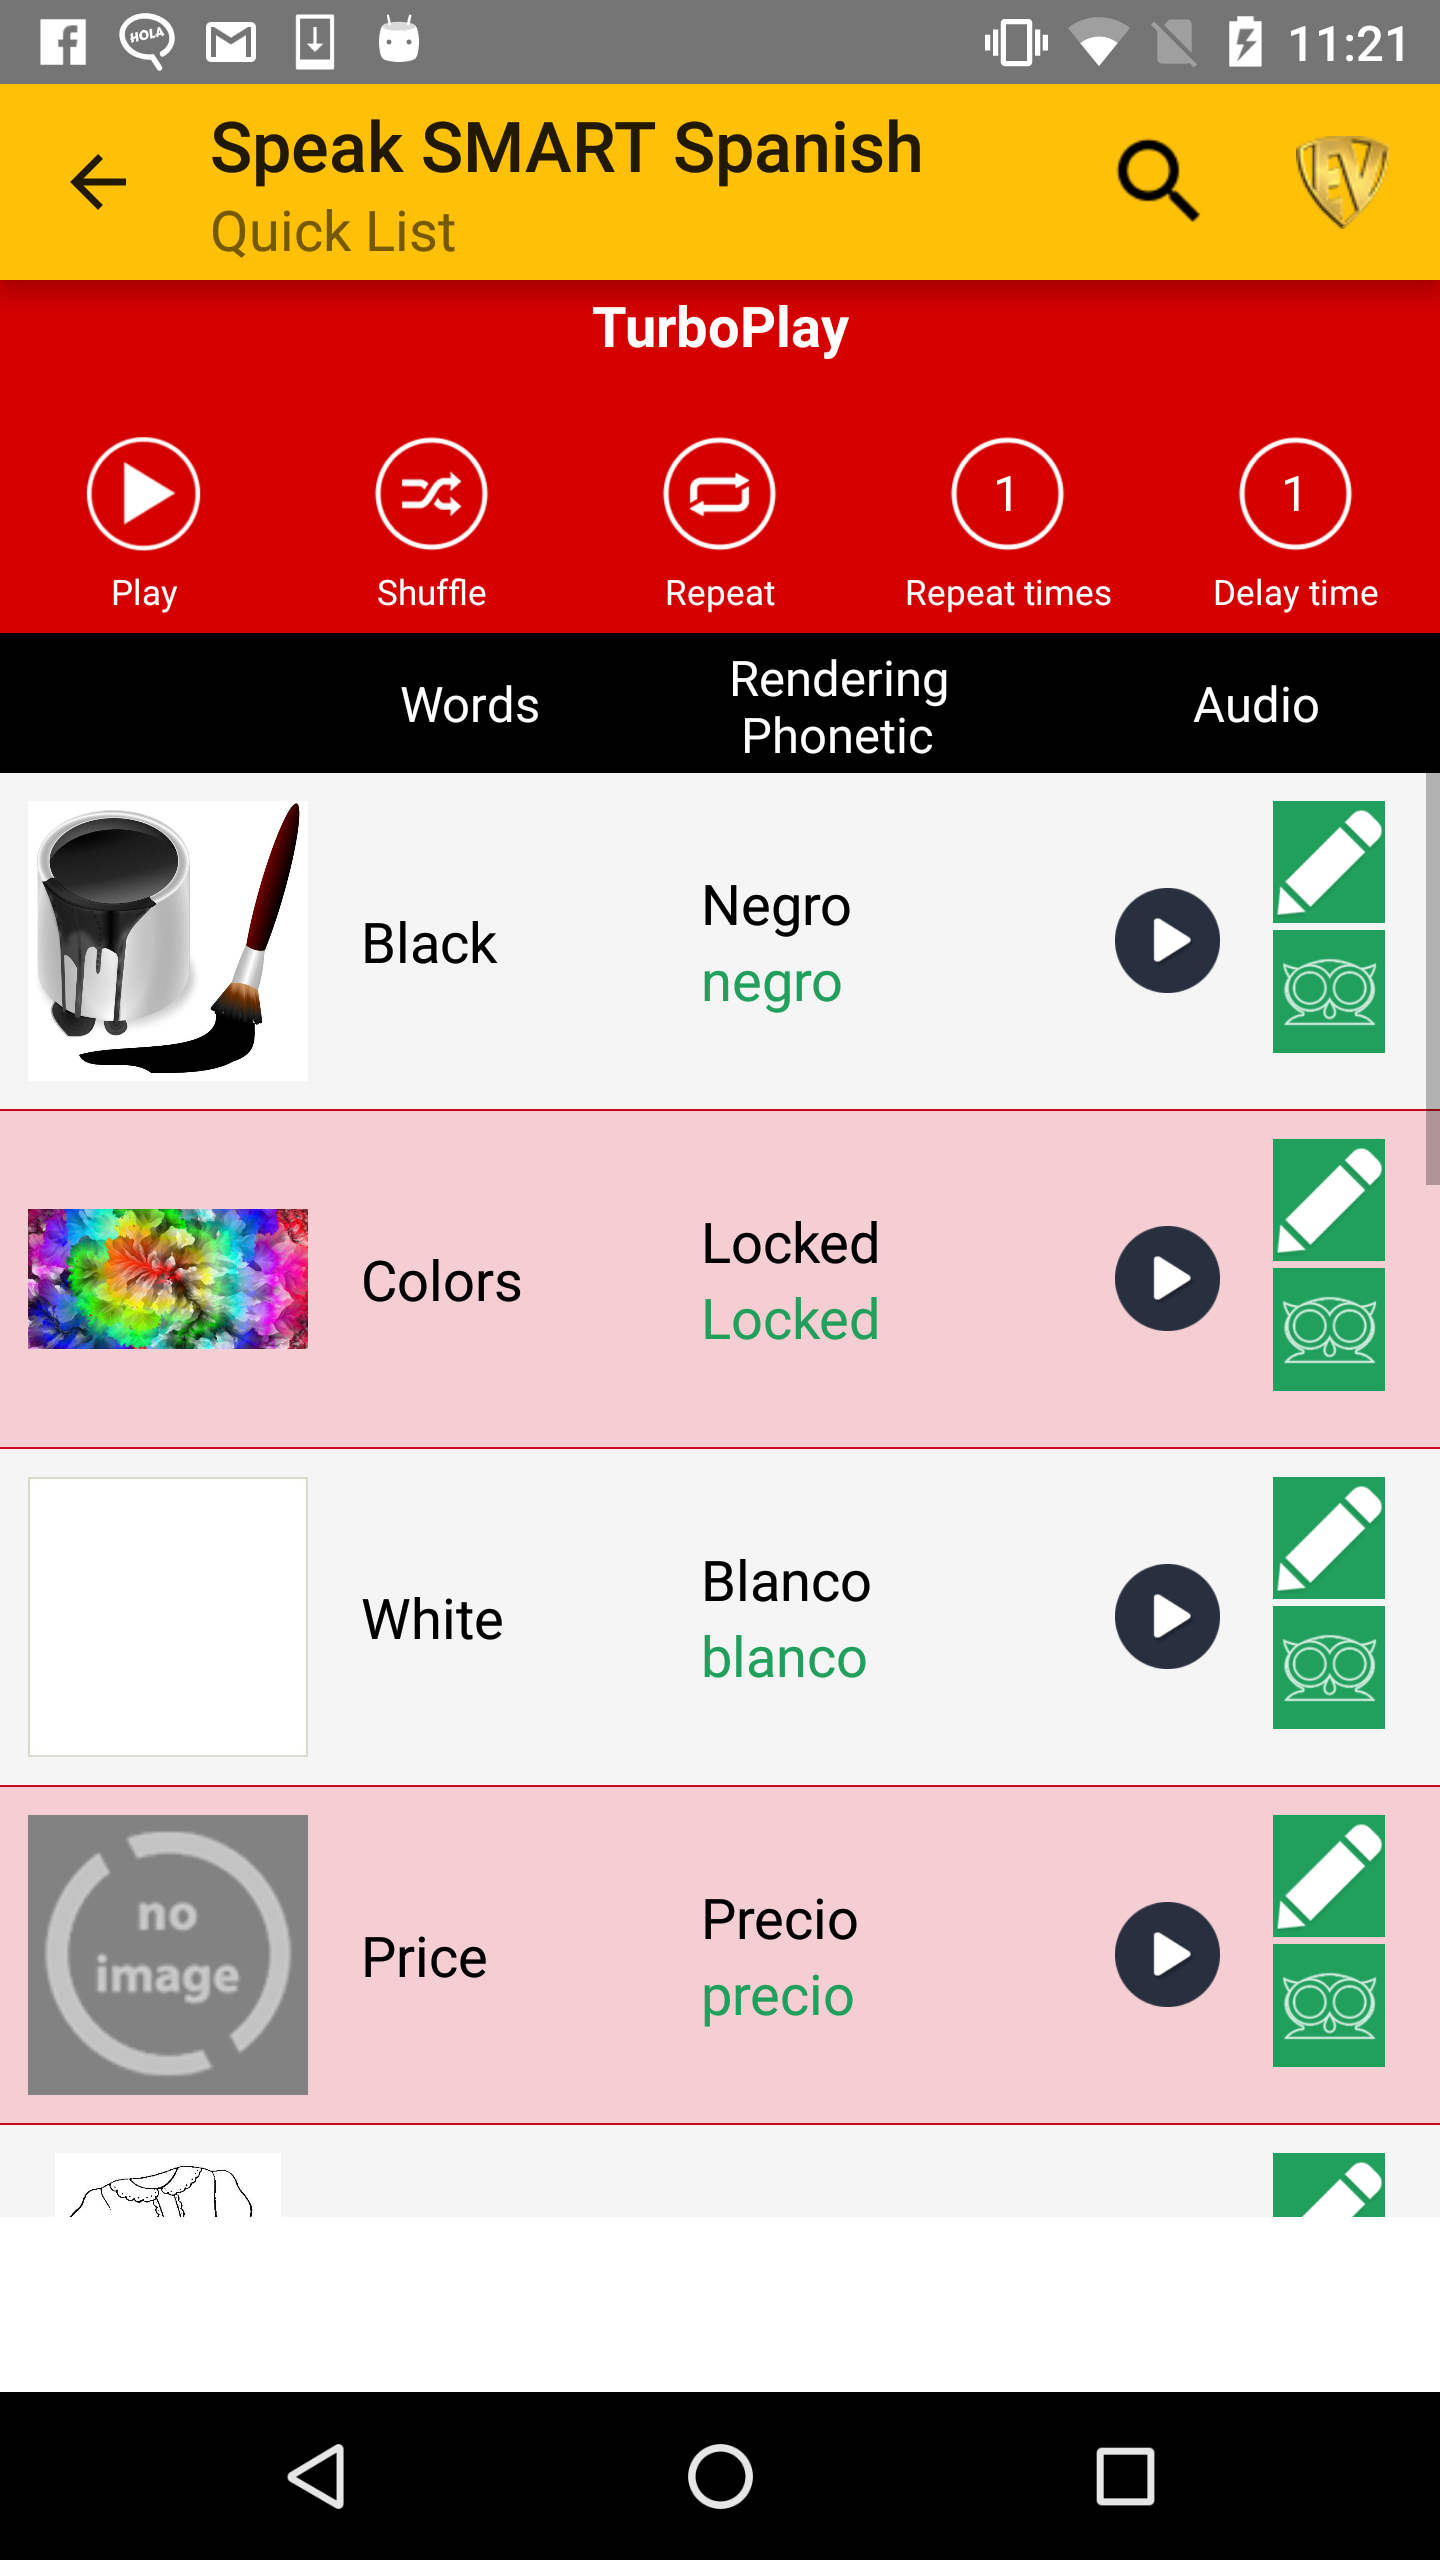 HOLA
11:21
Speak SMART Spanish
EV
Quick List
TurboPlay
1
1
Play
Shuffle
Repeat
Repeat times
Delay time
Words
Rendering
Phonetic
Audio
Black
Negro
negro
Colors
Locked
Locked
White
Blanco
blanco
no
image
Price
Precio
precio